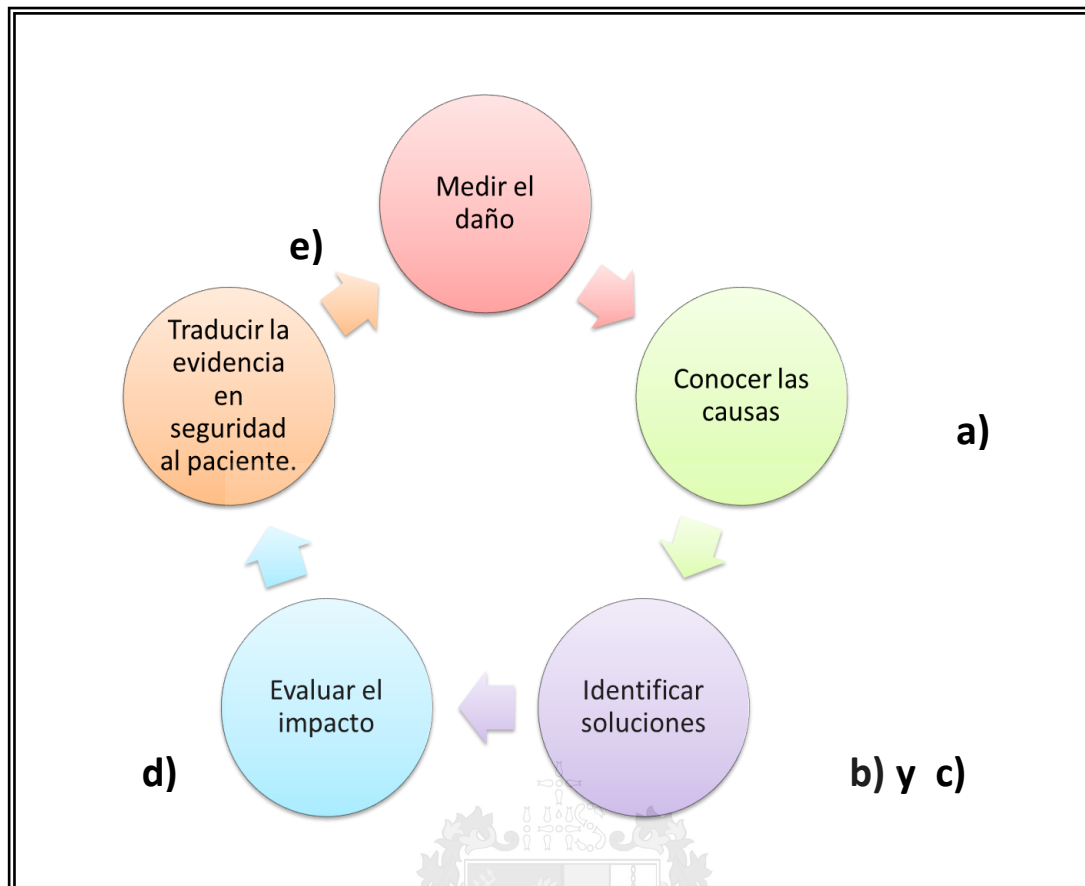 Medir el
daño
e)
Conocer las
causas
a)
Identificar
soluciones
b) y c)
Evaluar el
impacto
d)
Traducir la
evidencia
en
seguridad
al paciente.